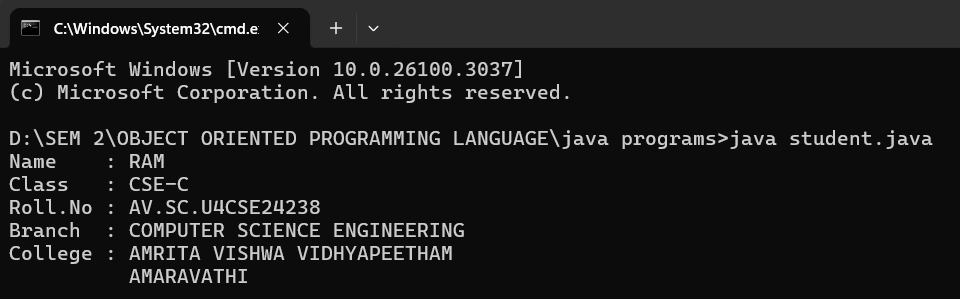 C:\Windows\System32\cmd.e
Microsoft Windows [Version 10.0.26100.3037]
(c) Microsoft Corporation. All rights reserved.
D:\SEM 2\OBJECT ORIENTED PROGRAMMING LANGUAGE\java programs>java student.java
Name    : RAM
Class   : CSE-C
Roll.No : AV.SC.U4CSE24238
Branch  : COMPUTER SCIENCE ENGINEERING
College : AMRITA VISHWA VIDHYAPEETHAM
          AMARAVATHI